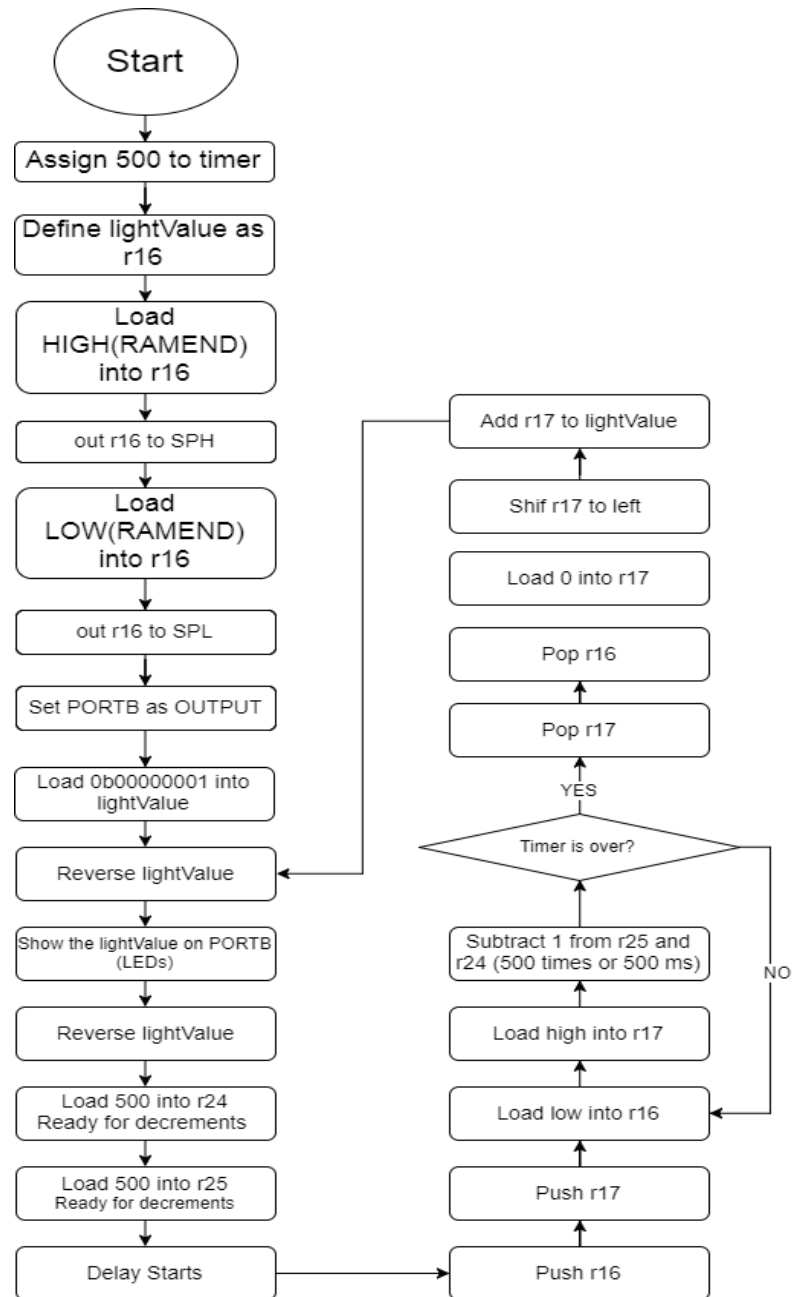 Start
Assign 500 to timer
Define lightValue as
r16
Load
HIGH(RAMEND)
into r16
out r16 to SPH
Load
LOW(RAMEND)
into r16
out r16 to SPL
Set PORTB as OUTPUT
Load 0b00000001 into
lightValue
Reverse lightValue
Show the lightValue on PORTB
(LEDs)
Reverse lightValue
Load 500 into r24
Ready for decrements
Load 500 into r25
Ready for decrements
Delay Starts
Push r16
Push r17
Load low into r16
Load high into r17
Subtract 1 from r25 and
r24 (500 times or 500 ms)
Timer is over?
NO
YES
Pop r17
Pop r16
Load 0 into r17
Shif r17 to left
Add r17 to lightValue